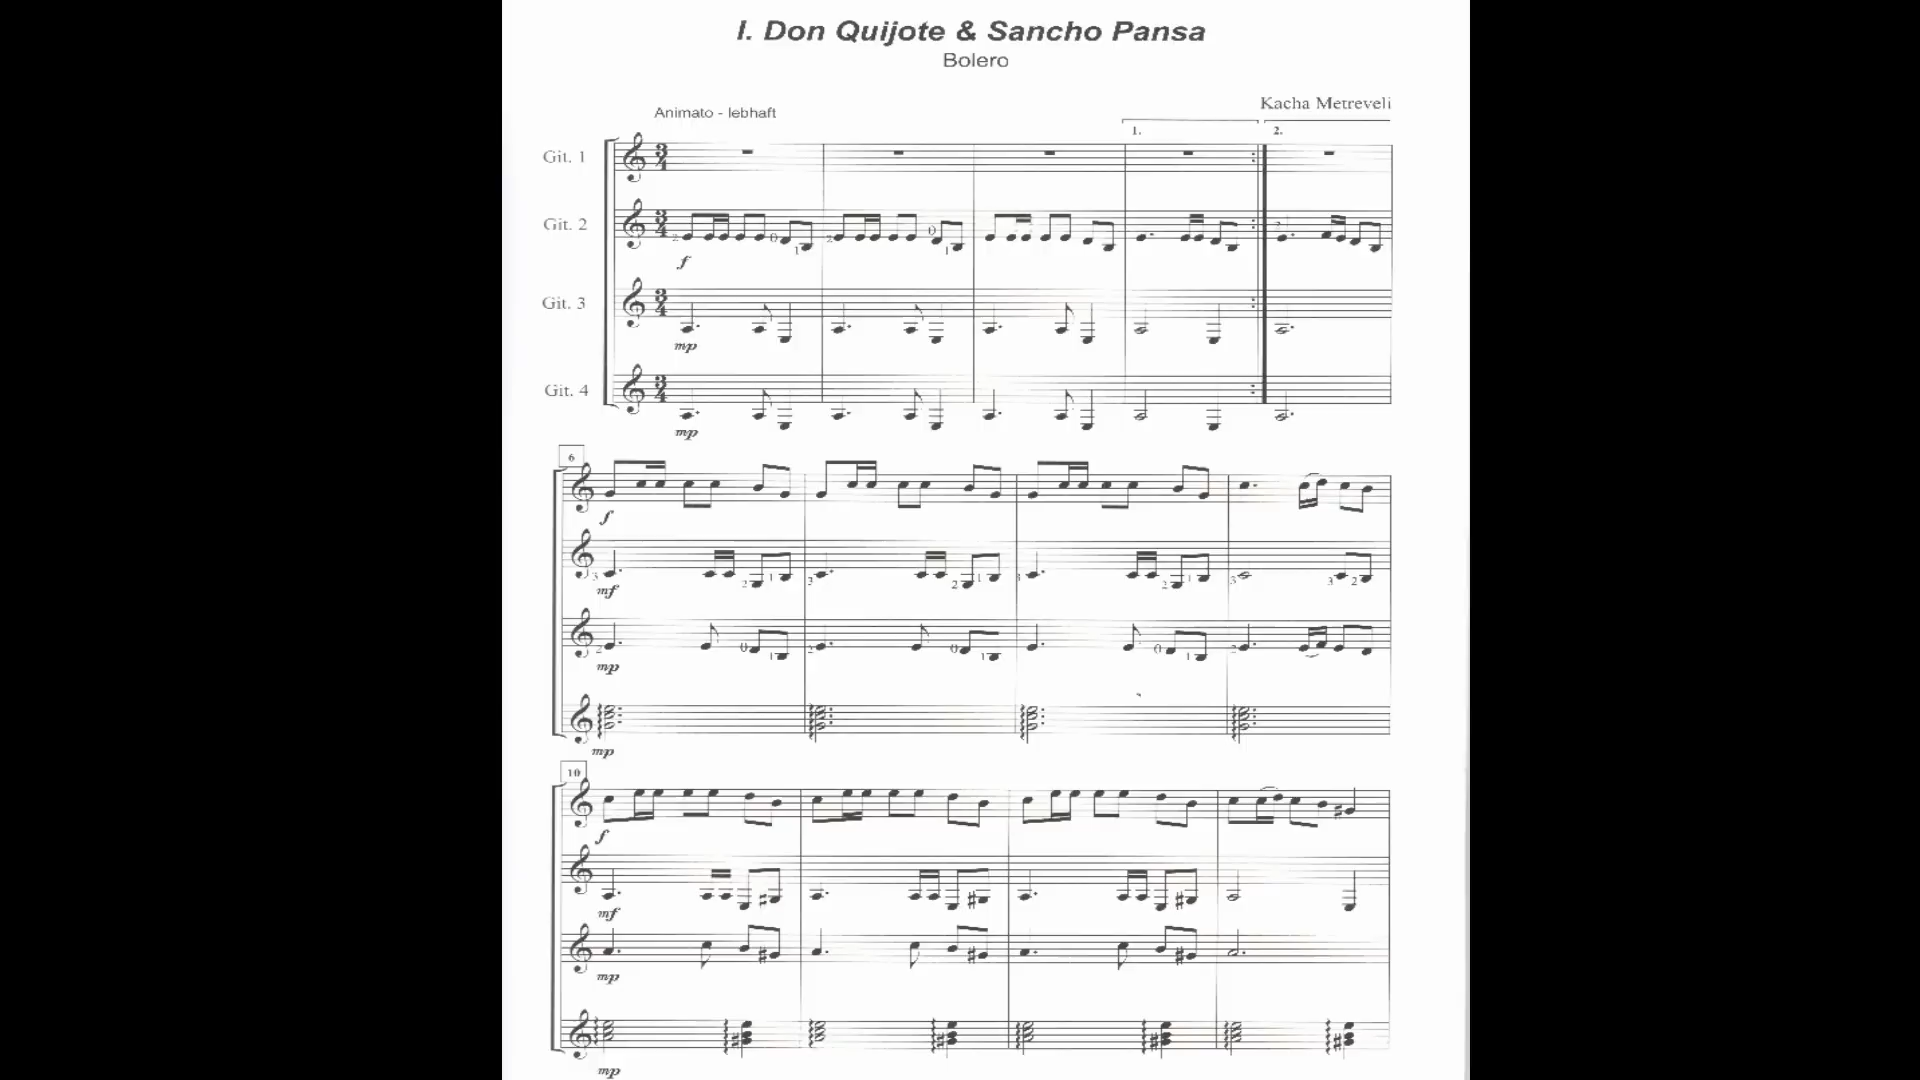 I. Don Quijote & Sancho Pansa
Bolero
Kacha Metreveli
Animato - lebhaft
1.
2.
Git. 1
Git. 2
f
Git. 3
mp
Git. 4
mp
6
f
mf
mp
mp
10
f
mf
mp
mp